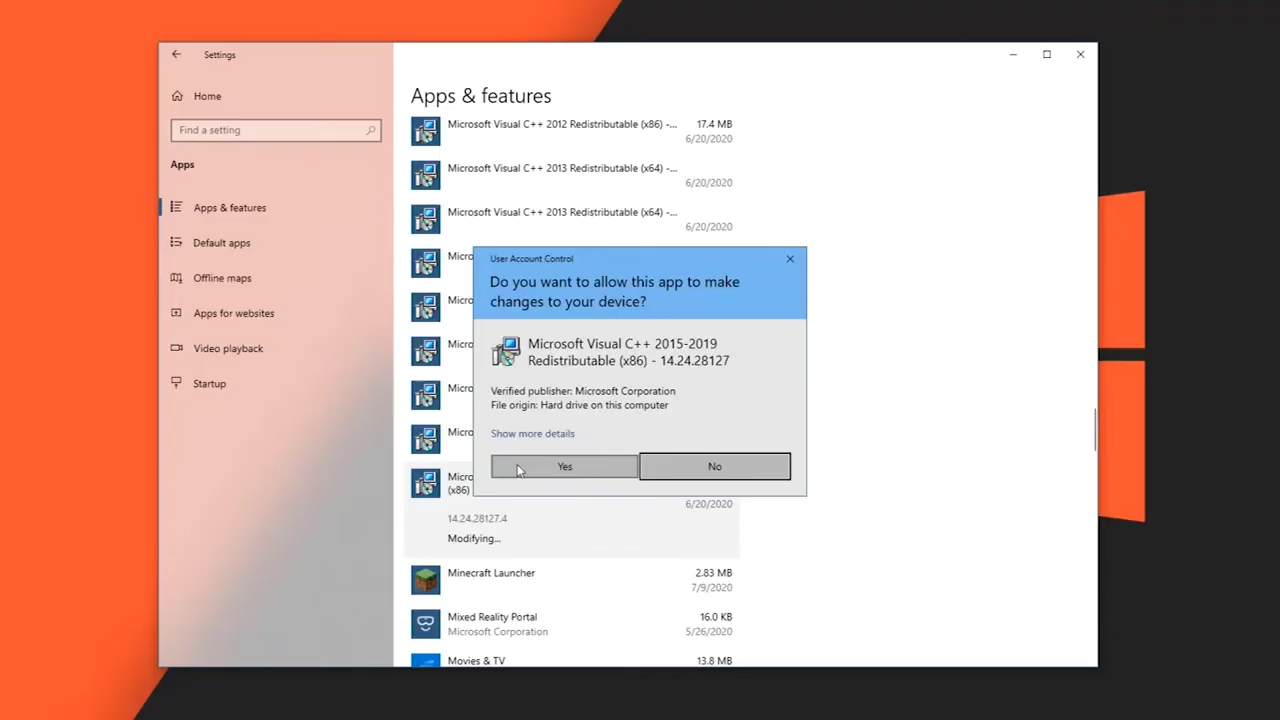 Settings
Home
Find a setting
Apps
Apps & features
Default apps
Offline maps
Apps for websites
Video playback
Startup
Apps & features
Microsoft Visual C++ 2012 Redistributable (x86) -... 17.4 MB
6/20/2020
Microsoft Visual C++ 2013 Redistributable (x64) -...
6/20/2020
Microsoft Visual C++ 2013 Redistributable (x64) -...
6/20/2020
Micro
Micro
Micro
Micro
Micro
Micro
(x86)
6/20/2020
14.24.28127.4
Modifying...
Minecraft Launcher 2.83 MB
7/9/2020
Mixed Reality Portal 16.0 KB
Microsoft Corporation 5/26/2020
Movies & TV 13.8 MB
User Account Control
Do you want to allow this app to make
changes to your device?
Microsoft Visual C++ 2015-2019
Redistributable (x86) - 14.24.28127
Verified publisher: Microsoft Corporation
File origin: Hard drive on this computer
Show more details
Yes No